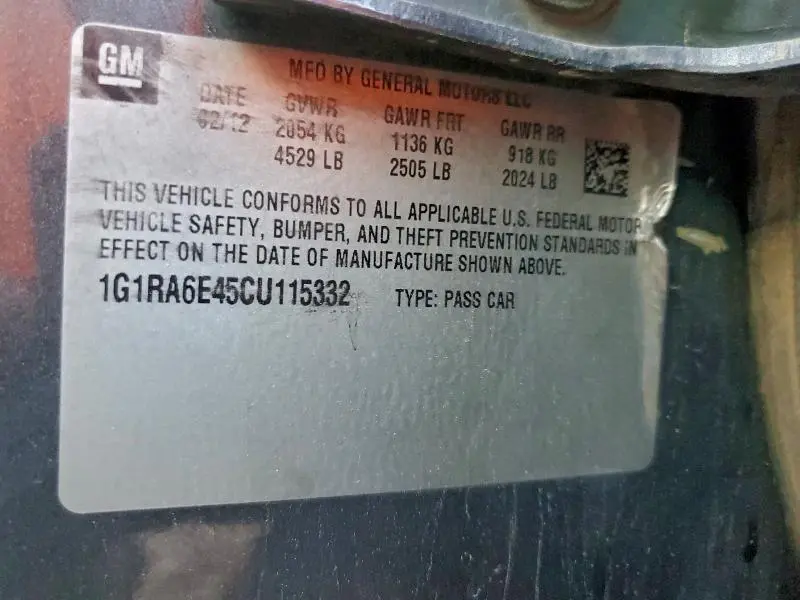 GM
MFD BY GENERAL MOTORS LLC
DATE GVWR GAWR FRT GAWR RR
02/12 2054 KG 1136 KG 918 KG
4529 LB 2505 LB 2024 LB
THIS VEHICLE CONFORMS TO ALL APPLICABLE U.S. FEDERAL MOTOR
VEHICLE SAFETY, BUMPER, AND THEFT PREVENTION STANDARDS IN
EFFECT ON THE DATE OF MANUFACTURE SHOWN ABOVE.
1G1RA6E45CU115332 TYPE: PASS CAR